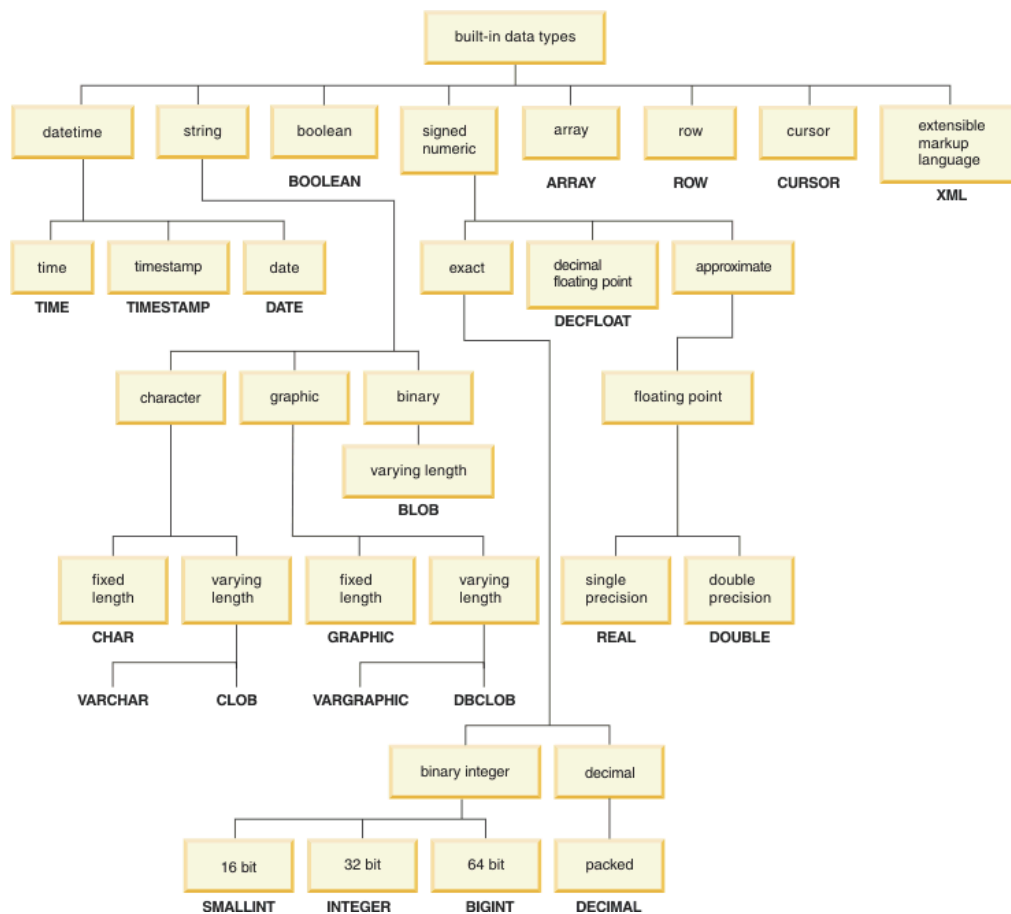 built-in data types
datetime
string
boolean
signed
numeric
array
row
cursor
extensible
markup
language
BOOLEAN
ARRAY
ROW
CURSOR
XML
time
timestamp
date
exact
decimal
floating point
approximate
TIME
TIMESTAMP
DATE
DECFLOAT
character
graphic
binary
floating point
varying length
BLOB
fixed
length
varying
length
fixed
length
varying
length
single
precision
double
precision
CHAR
GRAPHIC
REAL
DOUBLE
VARCHAR
CLOB
VARGRAPHIC
DBCLOB
binary integer
decimal
16 bit
32 bit
64 bit
packed
SMALLINT
INTEGER
BIGINT
DECIMAL